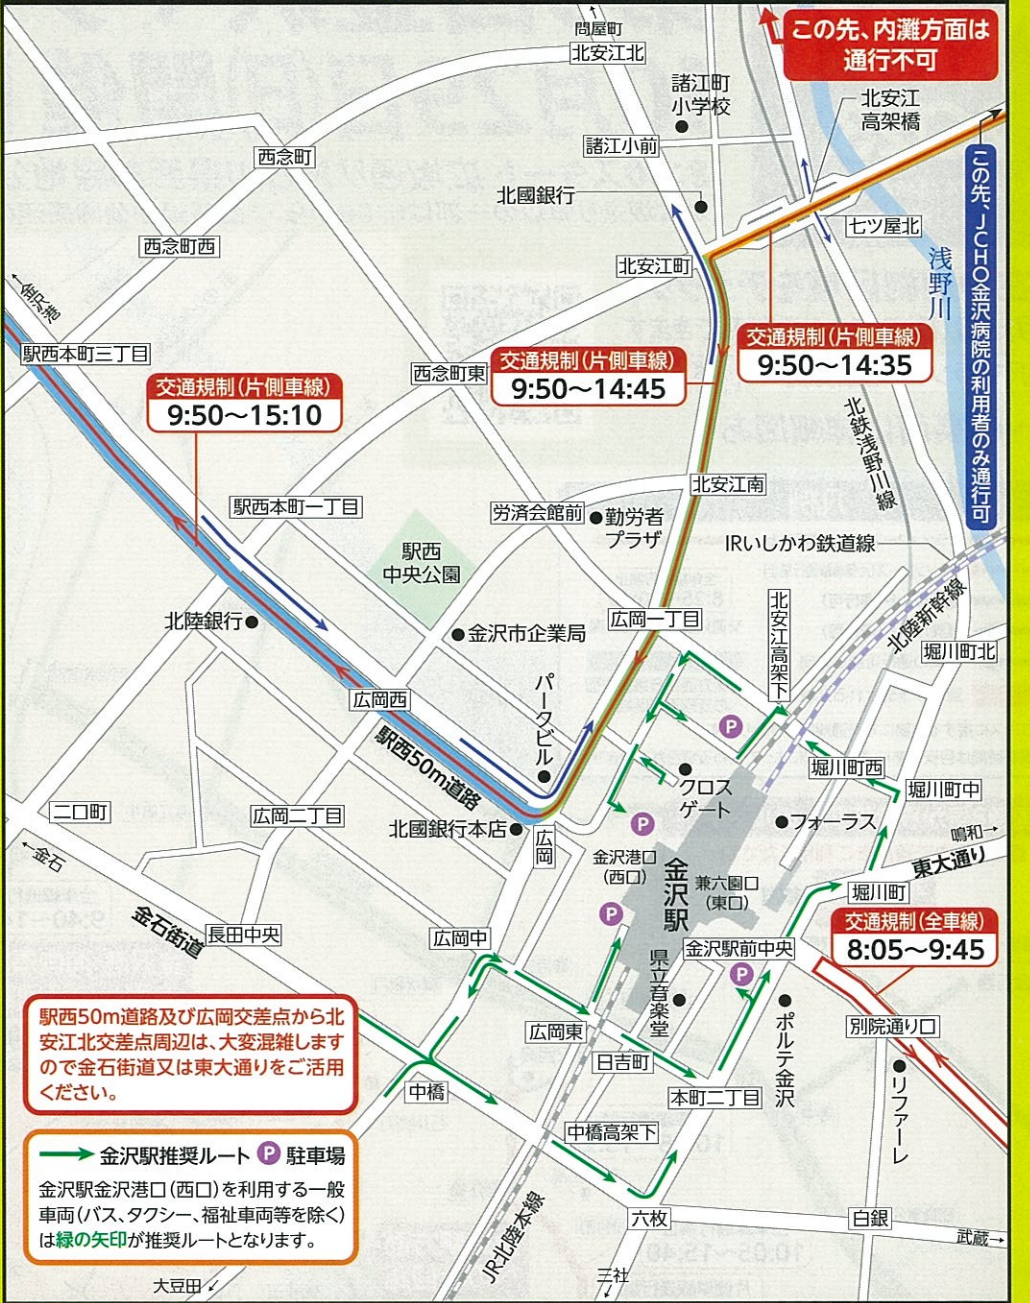 問屋町
北安江北
この先、内灘方面は
通行不可
諸江町
小学校
北安江
高架橋
西念町
諸江小前
北國銀行
七ツ屋北
西念町西
北安江町
浅野川
この先、JCHO金沢病院の利用者のみ通行可
←金沢港
駅西本町三丁目
交通規制(片側車線)
9:50〜15:10
西念町東
交通規制(片側車線)
9:50〜14:45
交通規制(片側車線)
9:50〜14:35
北鉄浅野川線
駅西本町一丁目
北安江南
労済会館前
勤労者
プラザ
IRいしかわ鉄道線
駅西
中央公園
北陸新幹線
北陸銀行
金沢市企業局
広岡一丁目
北安江高架下
堀川町北
広岡西
パークビル
P
駅西50m道路
堀川町西
堀川町中
クロス
ゲート
二口町
広岡二丁目
北國銀行本店
広岡
P
フォーラス
鳴和→
東大通り
←金石
金沢港口
(西口)
金沢駅
兼六園口
(東口)
堀川町
金石街道
長田中央
広岡中
P
金沢駅前中央
交通規制(全車線)
8:05〜9:45
県立音楽堂
P
駅西50m道路及び広岡交差点から北
安江北交差点周辺は、大変混雑します
ので金石街道又は東大通りをご活用
ください。
広岡東
ポルテ金沢
別院通り口
日吉町
リファーレ
中橋
本町二丁目
中橋高架下
金沢駅推奨ルート P 駐車場
金沢駅金沢港口(西口)を利用する一般
車両(バス、タクシー、福祉車両等を除く)
は緑の矢印が推奨ルートとなります。
六枚
白銀
武蔵→
JR北陸本線
大豆田
三社